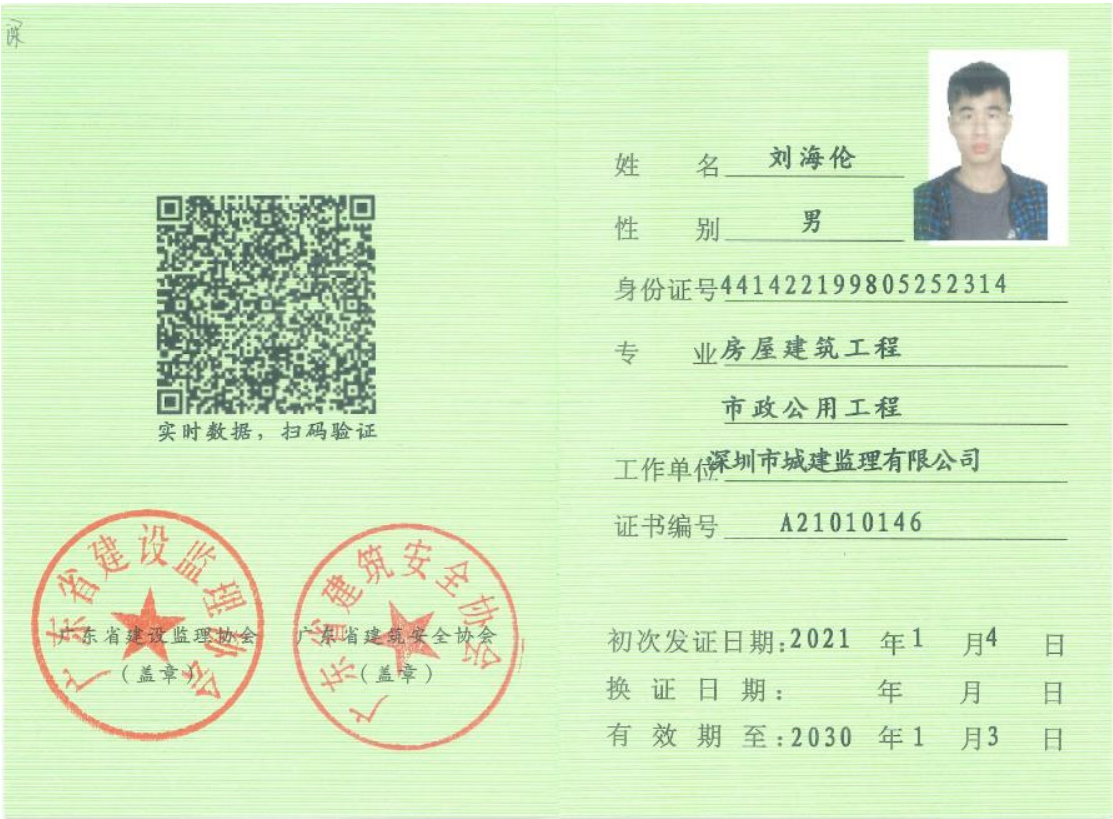 深
实时数据，扫码验证
广东省建设监理协会
广东省建设监理协会
（盖章）
广东省建筑安全协会
广东省建筑安全协会
（盖章）
姓 名 刘海伦
性 别 男
身份证号 441422199805252314
专 业 房屋建筑工程
市政公用工程
工作单位 深圳市城建监理有限公司
证书编号 A21010146
初次发证日期:2021 年 1 月 4 日
换 证 日 期: 年 月 日
有 效 期 至:2030 年 1 月 3 日